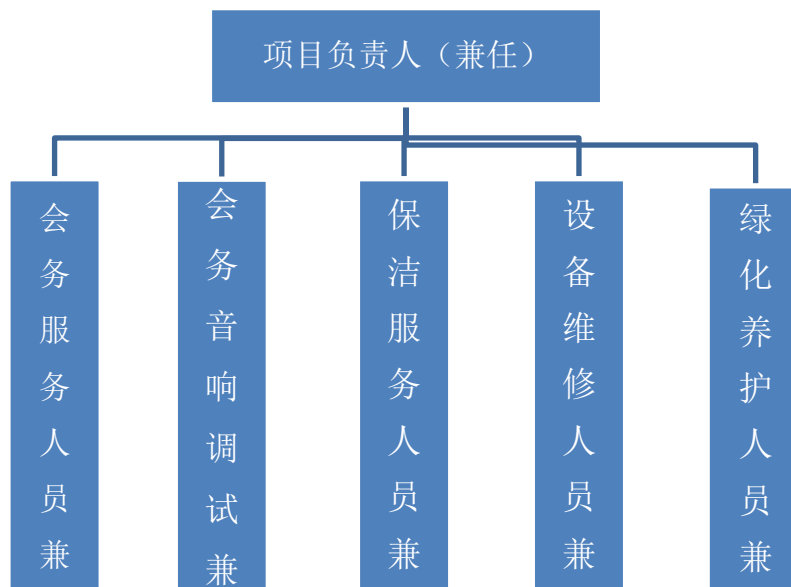 项目负责人（兼任）
会务服务人员兼
会务音响调试兼
保洁服务人员兼
设备维修人员兼
绿化养护人员兼